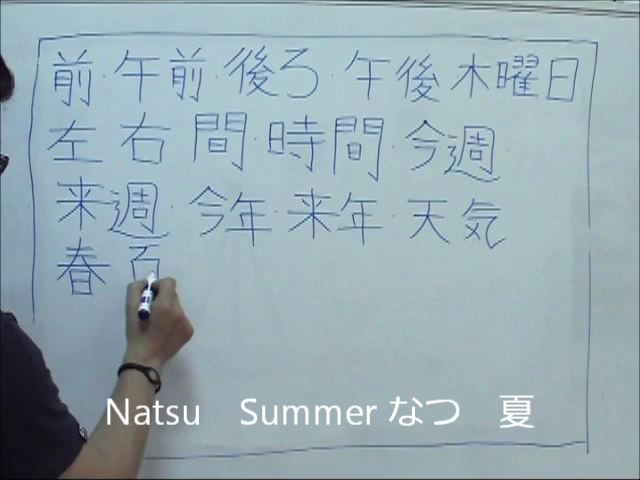 前・午前・後ろ・午後 木曜日
左 右 間・時間・今週
来週・今年・来年・天気
春
Natsu Summer なつ 夏